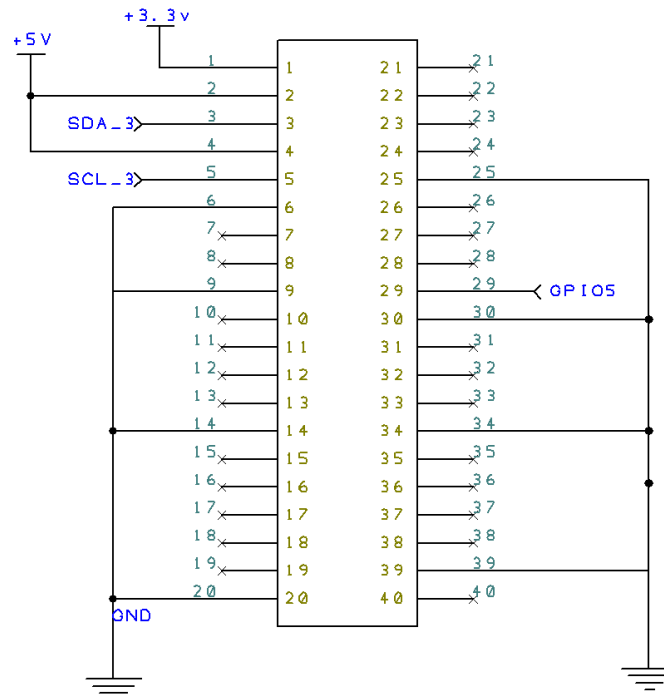 +3.3v
+5V
1 1 21 21
2 2 22 22
SDA_3 3 3 23 23
4 4 24 24
SCL_3 5 5 25 25
6 6 26 26
7 7 27 27
8 8 28 28
9 9 29 29 GPIO5
10 10 30 30
11 11 31 31
12 12 32 32
13 13 33 33
14 14 34 34
15 15 35 35
16 16 36 36
17 17 37 37
18 18 38 38
19 19 39 39
20 20 40 40
GND